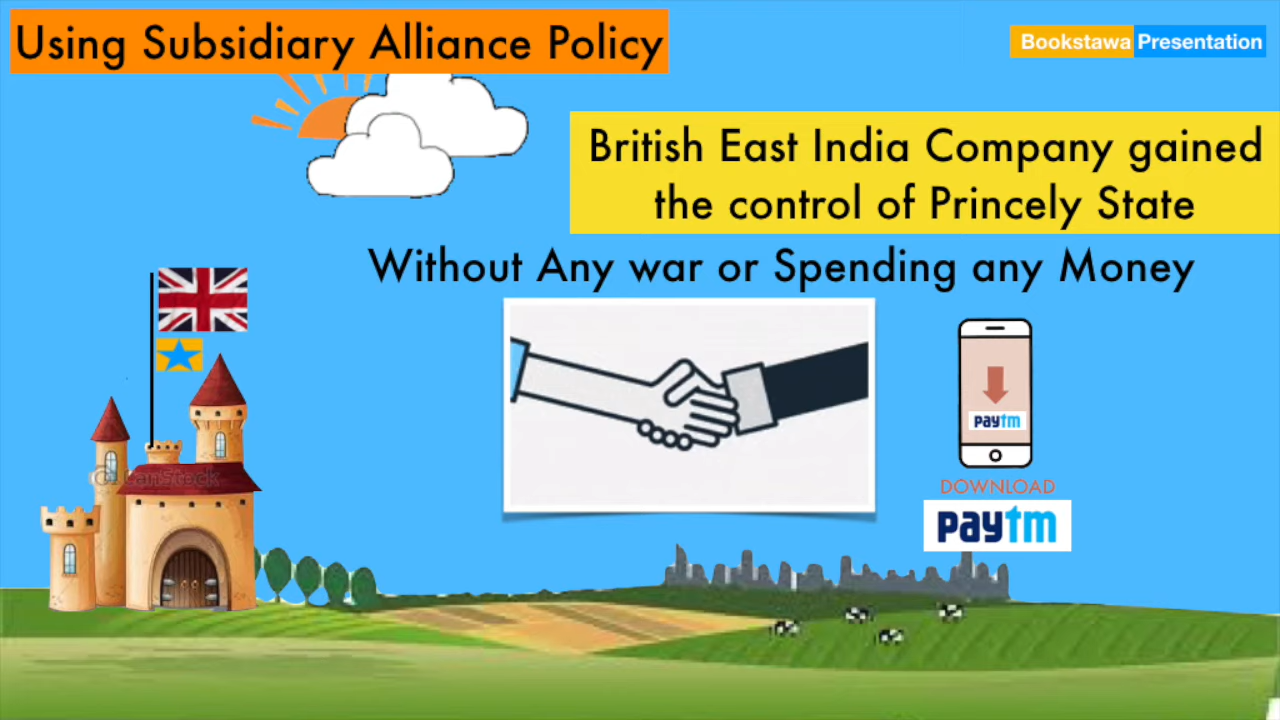 Using Subsidiary Alliance Policy
Bookstawa Presentation
British East India Company gained
the control of Princely State
Without Any war or Spending any Money
paytm
DOWNLOAD
paytm
© CanStock